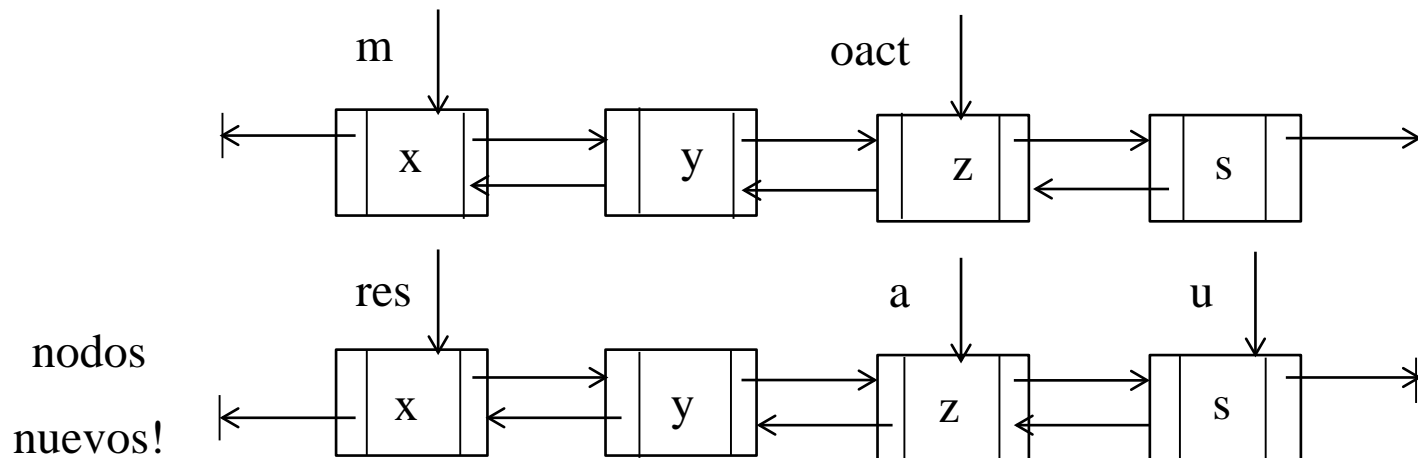 m oact
x y z s
res a u
nodos
x y z s
nuevos!